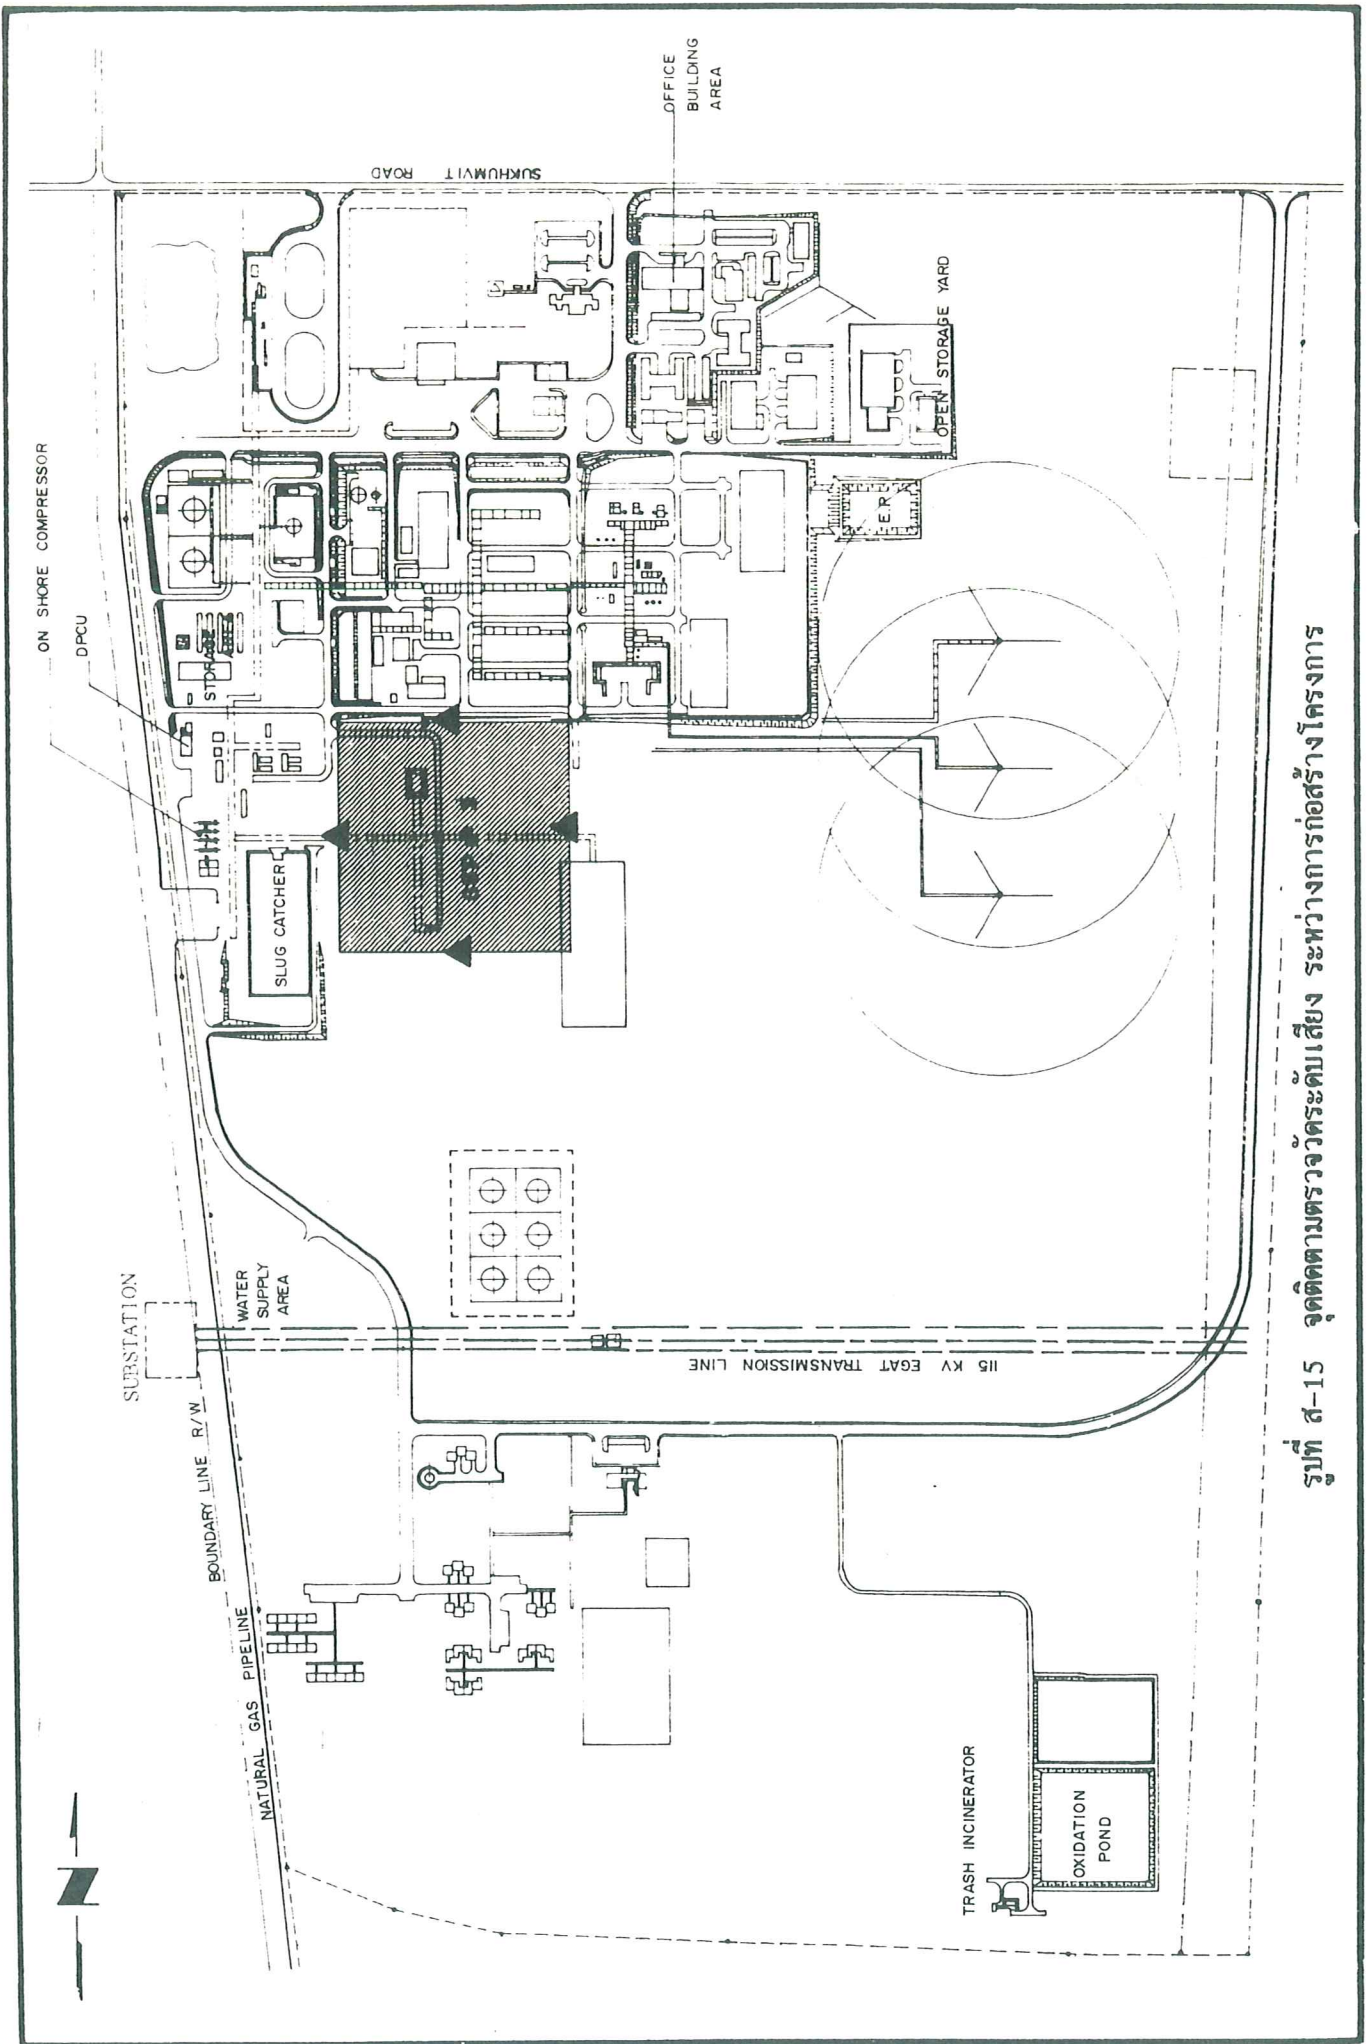 N
ON SHORE COMPRESSOR
DPCU
SUBSTATION
BOUNDARY LINE R/W
NATURAL GAS PIPELINE
WATER
SUPPLY
AREA
SLUG CATCHER
STORAGE
SUKHUMVIT ROAD
OFFICE
BUILDING
AREA
OPEN STORAGE YARD
E.R.
115 KV EGAT TRANSMISSION LINE
TRASH INCINERATOR
OXIDATION
POND
รูปที่ ส-15 จุดติดตามตรวจวัดระดับเสียง ระหว่างการก่อสร้างโครงการ